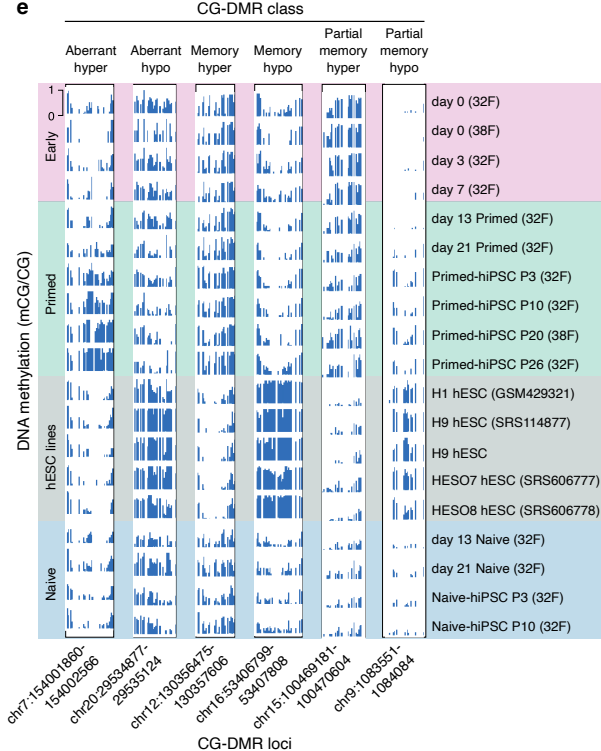 e
CG-DMR class
Aberrant
hyper
Aberrant
hypo
Memory
hyper
Memory
hypo
Partial
memory
hyper
Partial
memory
hypo
DNA methylation (mCG/CG)
1
0
Early
day 0 (32F)
day 0 (38F)
day 3 (32F)
day 7 (32F)
Primed
day 13 Primed (32F)
day 21 Primed (32F)
Primed-hiPSC P3 (32F)
Primed-hiPSC P10 (32F)
Primed-hiPSC P20 (38F)
Primed-hiPSC P26 (32F)
hESC lines
H1 hESC (GSM429321)
H9 hESC (SRS114877)
H9 hESC
HESO7 hESC (SRS606777)
HESO8 hESC (SRS606778)
Naive
day 13 Naive (32F)
day 21 Naive (32F)
Naive-hiPSC P3 (32F)
Naive-hiPSC P10 (32F)
chr7:154001860-
154002566
chr20:29534877-
29535124
chr12:130356475-
130357606
chr16:53406799-
53407808
chr15:100469181-
100470604
chr9:1083551-
1084084
CG-DMR loci